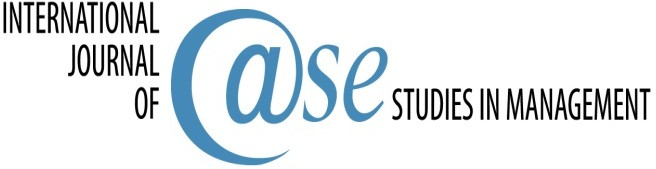 INTERNATIONAL
JOURNAL
OF
C@se STUDIES IN MANAGEMENT